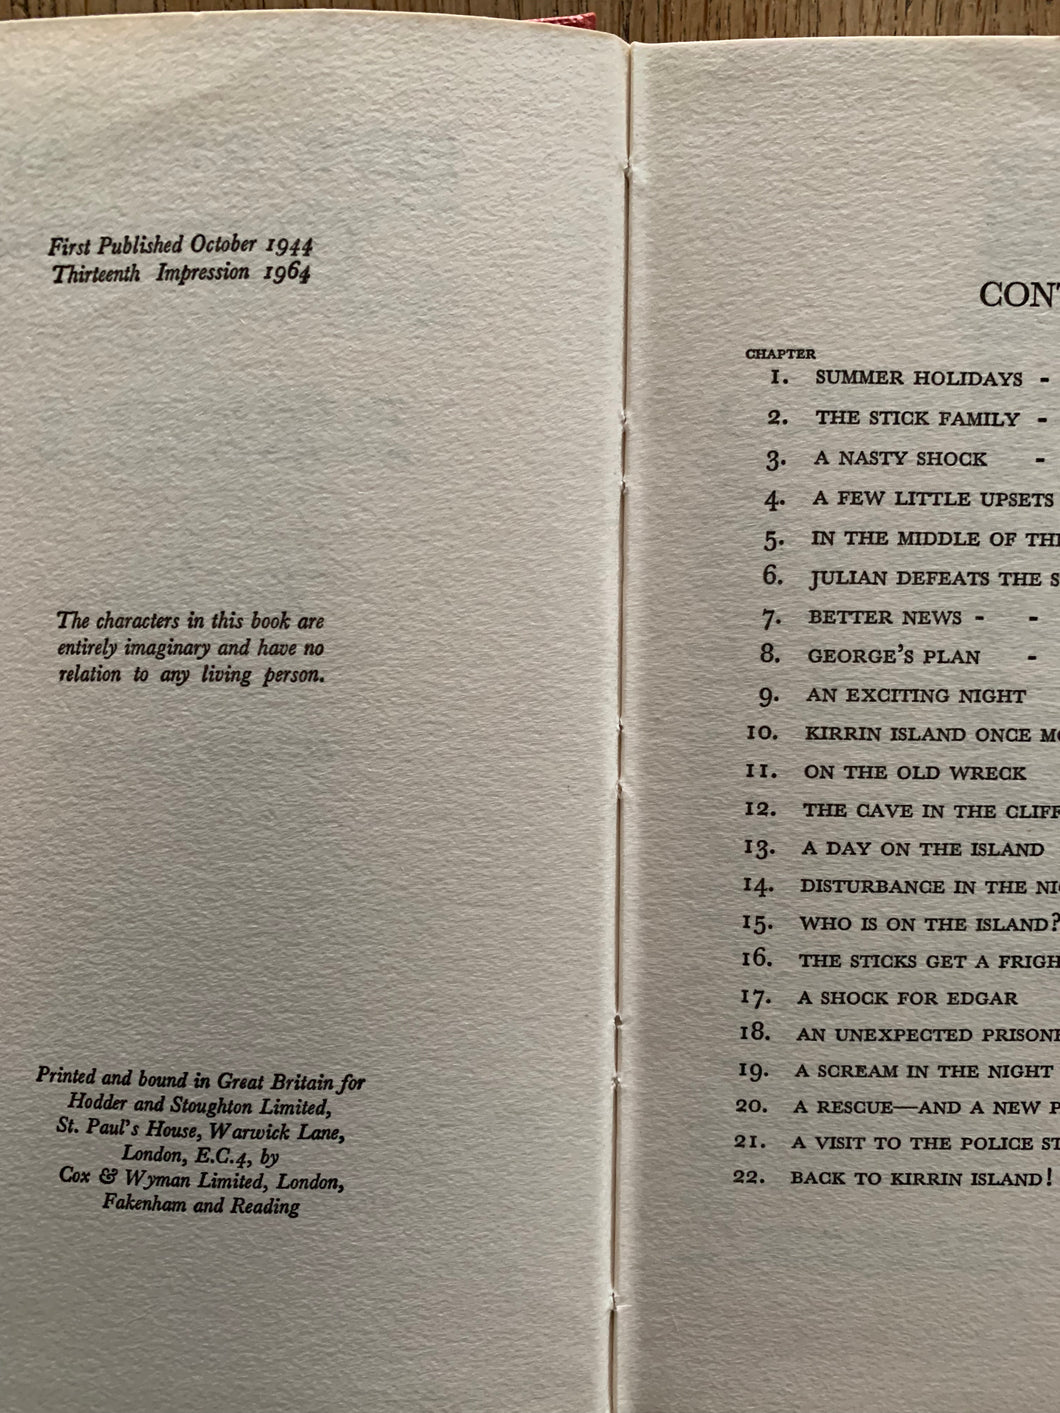 First Published October 1944
Thirteenth Impression 1964
The characters in this book are
entirely imaginary and have no
relation to any living person.
Printed and bound in Great Britain for
Hodder and Stoughton Limited,
St. Paul's House, Warwick Lane,
London, E.C.4, by
Cox & Wyman Limited, London,
Fakenham and Reading
CONT
CHAPTER
1. SUMMER HOLIDAYS -
2. THE STICK FAMILY -
3. A NASTY SHOCK -
4. A FEW LITTLE UPSETS
5. IN THE MIDDLE OF THE
6. JULIAN DEFEATS THE S
7. BETTER NEWS - -
8. GEORGE'S PLAN -
9. AN EXCITING NIGHT
10. KIRRIN ISLAND ONCE MO
11. ON THE OLD WRECK
12. THE CAVE IN THE CLIFF
13. A DAY ON THE ISLAND
14. DISTURBANCE IN THE NIG
15. WHO IS ON THE ISLAND?
16. THE STICKS GET A FRIGH
17. A SHOCK FOR EDGAR
18. AN UNEXPECTED PRISONE
19. A SCREAM IN THE NIGHT
20. A RESCUE—AND A NEW P
21. A VISIT TO THE POLICE ST
22. BACK TO KIRRIN ISLAND!